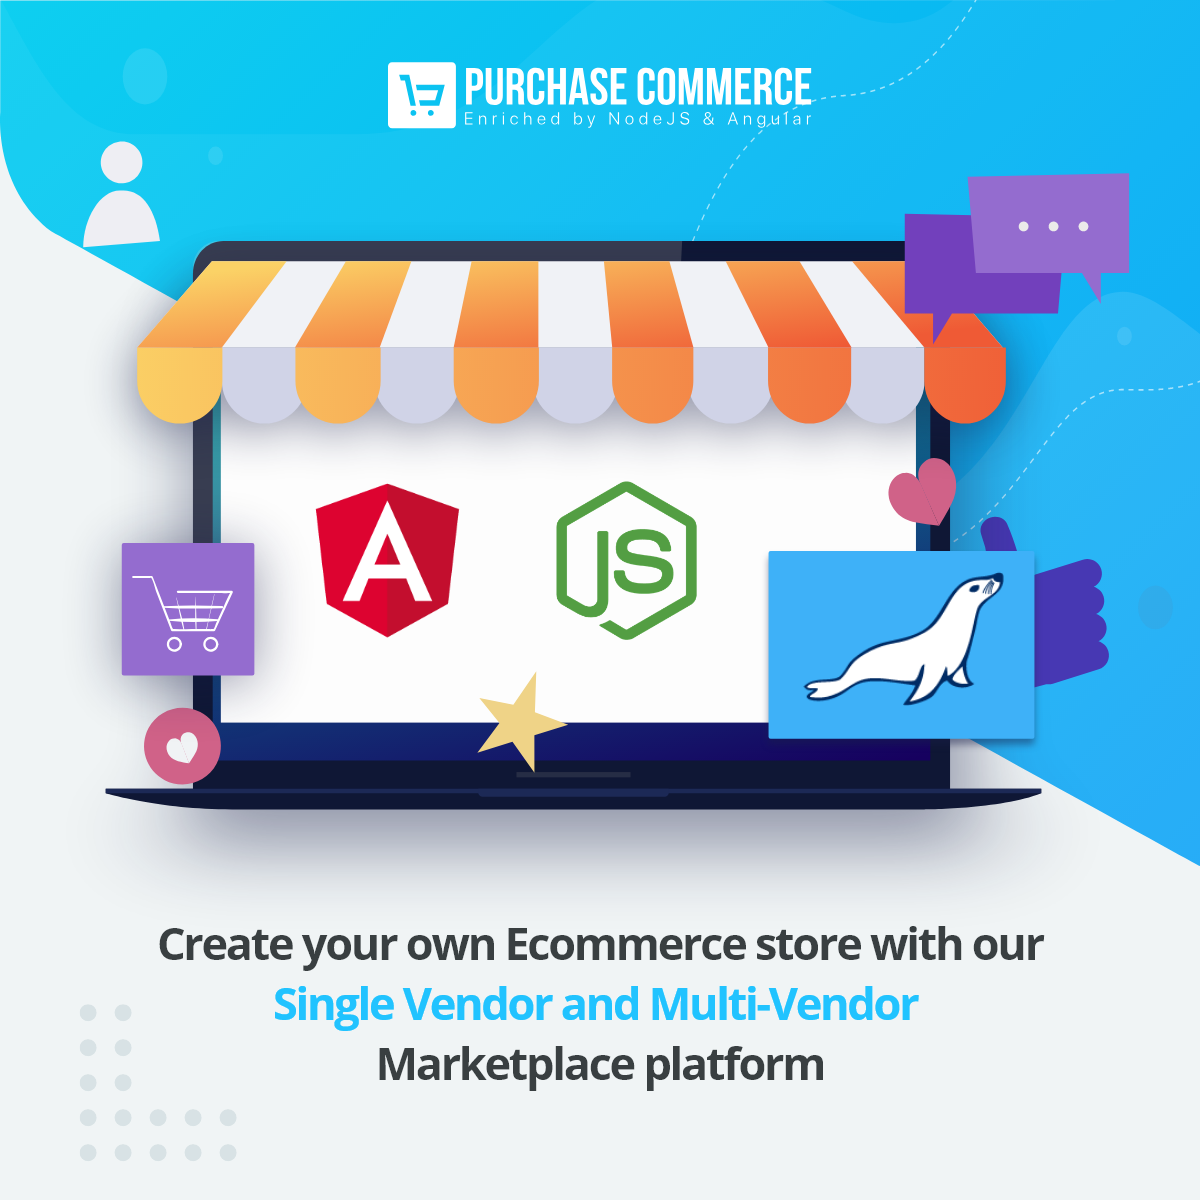 PURCHASE COMMERCE
Enriched by NodeJS & Angular
A
JS
Create your own Ecommerce store with our
Single Vendor and Multi-Vendor
Marketplace platform